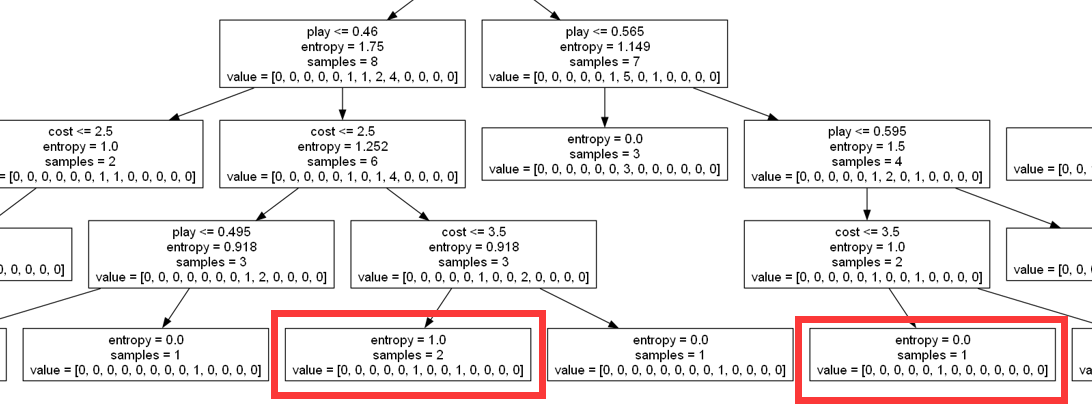 play <= 0.46
entropy = 1.75
samples = 8
value = [0, 0, 0, 0, 0, 1, 1, 2, 4, 0, 0, 0, 0]
play <= 0.565
entropy = 1.149
samples = 7
value = [0, 0, 0, 0, 0, 1, 5, 0, 1, 0, 0, 0, 0]
cost <= 2.5
entropy = 1.0
samples = 2
= [0, 0, 0, 0, 0, 0, 1, 1, 0, 0, 0, 0, 0]
cost <= 2.5
entropy = 1.252
samples = 6
value = [0, 0, 0, 0, 0, 1, 0, 1, 4, 0, 0, 0, 0]
entropy = 0.0
samples = 3
value = [0, 0, 0, 0, 0, 0, 3, 0, 0, 0, 0, 0, 0]
play <= 0.595
entropy = 1.5
samples = 4
value = [0, 0, 0, 0, 0, 1, 2, 0, 1, 0, 0, 0, 0]
value = [0, 0,
0, 0, 0, 0, 0]
play <= 0.495
entropy = 0.918
samples = 3
value = [0, 0, 0, 0, 0, 0, 0, 1, 2, 0, 0, 0, 0]
cost <= 3.5
entropy = 0.918
samples = 3
value = [0, 0, 0, 0, 0, 1, 0, 0, 2, 0, 0, 0, 0]
cost <= 3.5
entropy = 1.0
samples = 2
value = [0, 0, 0, 0, 0, 1, 0, 0, 1, 0, 0, 0, 0]
value = [0, 0,
entropy = 0.0
samples = 1
value = [0, 0, 0, 0, 0, 0, 0, 0, 1, 0, 0, 0, 0]
entropy = 1.0
samples = 2
value = [0, 0, 0, 0, 0, 1, 0, 0, 1, 0, 0, 0, 0]
entropy = 0.0
samples = 1
value = [0, 0, 0, 0, 0, 0, 0, 0, 1, 0, 0, 0, 0]
entropy = 0.0
samples = 1
value = [0, 0, 0, 0, 0, 1, 0, 0, 0, 0, 0, 0, 0]
va